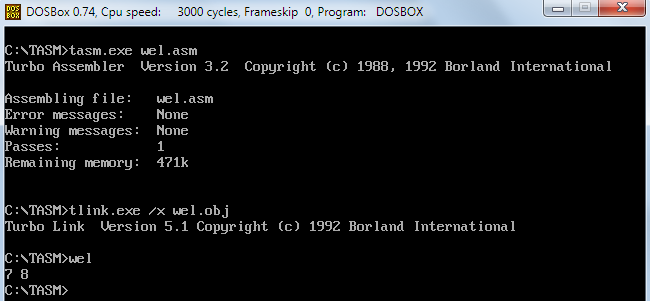 DOS
BOX
DOSBox 0.74, Cpu speed:    3000 cycles, Frameskip  0, Program:   DOSBOX
C:\TASM>tasm.exe wel.asm
Turbo Assembler  Version 3.2  Copyright (c) 1988, 1992 Borland International
Assembling file:   wel.asm
Error messages:    None
Warning messages:  None
Passes:            1
Remaining memory:  471k
C:\TASM>tlink.exe /x wel.obj
Turbo Link  Version 5.1 Copyright (c) 1992 Borland International
C:\TASM>wel
7 8
C:\TASM>